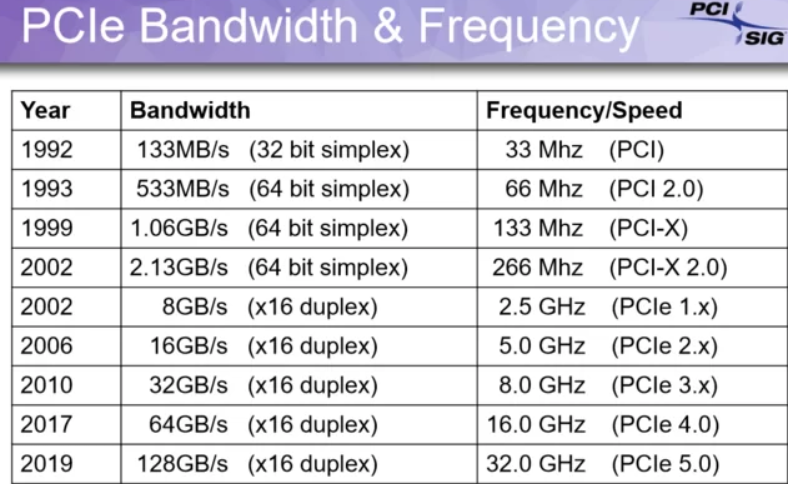 PCIe Bandwidth & Frequency
PCI
SIG
Year Bandwidth Frequency/Speed
1992 133MB/s (32 bit simplex) 33 Mhz (PCI)
1993 533MB/s (64 bit simplex) 66 Mhz (PCI 2.0)
1999 1.06GB/s (64 bit simplex) 133 Mhz (PCI-X)
2002 2.13GB/s (64 bit simplex) 266 Mhz (PCI-X 2.0)
2002 8GB/s (x16 duplex) 2.5 GHz (PCIe 1.x)
2006 16GB/s (x16 duplex) 5.0 GHz (PCIe 2.x)
2010 32GB/s (x16 duplex) 8.0 GHz (PCIe 3.x)
2017 64GB/s (x16 duplex) 16.0 GHz (PCIe 4.0)
2019 128GB/s (x16 duplex) 32.0 GHz (PCIe 5.0)